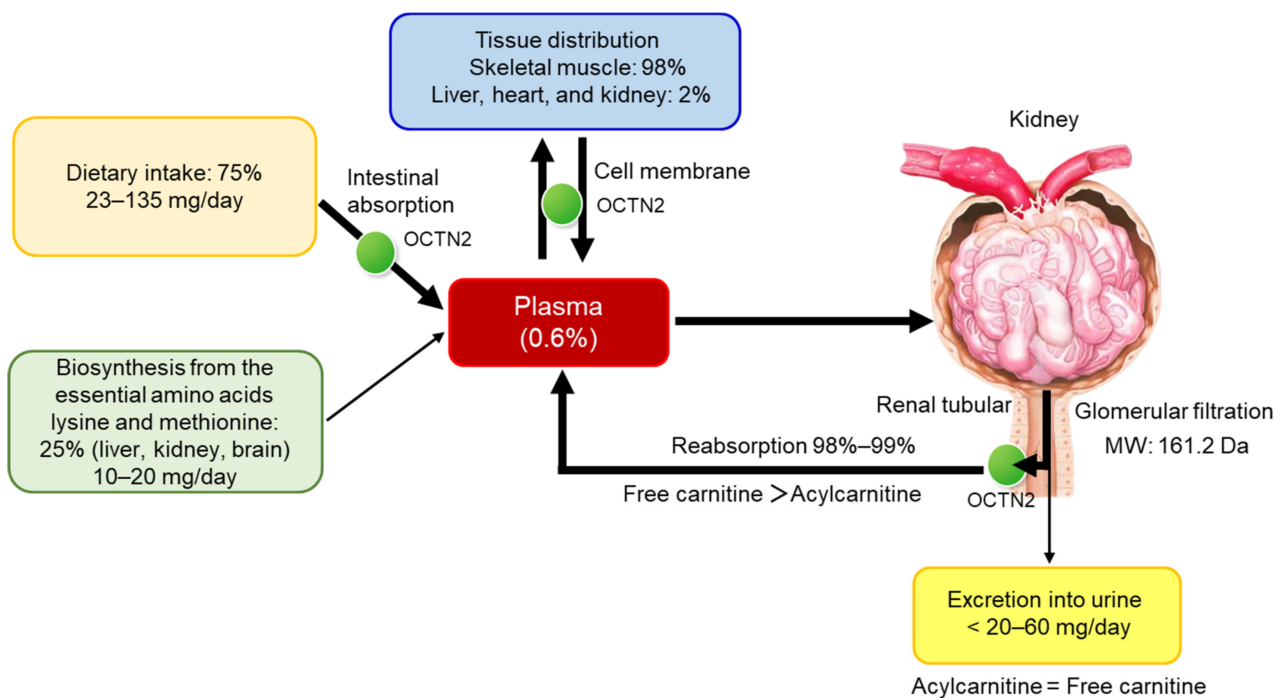 Tissue distribution
Skeletal muscle: 98%
Liver, heart, and kidney: 2%
Dietary intake: 75%
23–135 mg/day
Intestinal
absorption
OCTN2
Cell membrane
OCTN2
Kidney
Plasma
(0.6%)
Biosynthesis from the
essential amino acids
lysine and methionine:
25% (liver, kidney, brain)
10–20 mg/day
Renal tubular
Glomerular filtration
MW: 161.2 Da
Reabsorption 98%–99%
Free carnitine >Acylcarnitine
OCTN2
Excretion into urine
< 20–60 mg/day
Acylcarnitine = Free carnitine